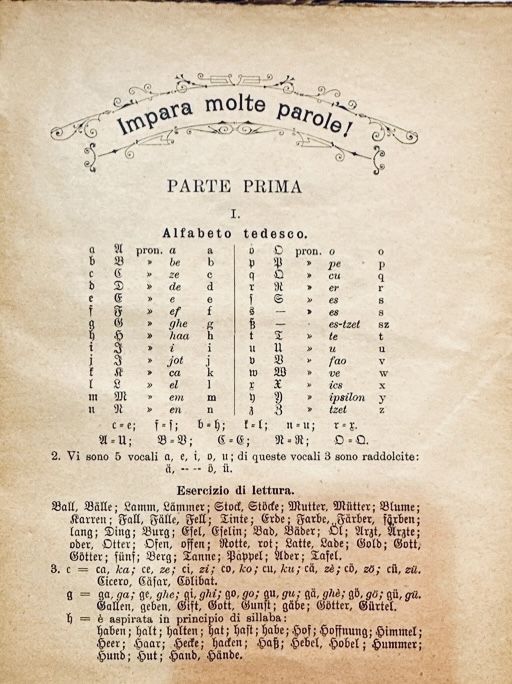 Impara molte parole!
PARTE PRIMA
I.
Alfabeto tedesco.
a A pron. a a o O pron. o o
b B » be b p P » pe p
c C » ze c q Q » cu q
d D » de d r R » er r
e E » e e ſ S » es s
f F » ef f s — » es s
g G » ghe g ß — · es-tzet sz
h H » haa h t T » te t
i I » i i u U » u u
j J » jot j v V » fao v
k K » ca k w W » ve w
l L » el l x X » ics x
m M » em m y Y » ipsilon y
n N » en n z Z » tzet z
c=e; f=ſ; b=h; k=l; n=u; r=x.
A=U; B=V; C=E; N=R; O=Q.
2. Vi sono 5 vocali a, e, i, o, u; di queste vocali 3 sono raddolcite:
ä, -- -- ö, ü.
Esercizio di lettura.
Ball, Bälle; Lamm, Lämmer; Stock, Stöcke; Mutter, Mütter; Blume;
Karren; Fall, Fälle, Fell; Tinte; Erde; Farbe, Färber, färben;
lang; Ding; Burg; Eſel, Eſelin; Bad, Bäder; Öl; Arzt, Ärzte;
oder, Otter; Ofen, offen; Rotte, rot; Latte, Lade; Gold; Gott,
Götter; fünf; Berg; Tanne; Pappel; Ader; Tafel.
3. c = ca, ka; ce, ze; ci, zi; co, ko; cu, ku; cä, zè; cö, zö; cü, zü.
Cicero, Cäſar, Cölibat.
g = ga, ga; ge, ghe; gi, ghi; go, go; gu, gu; gä, ghè; gö, gö; gü, gü.
Gallen, geben, Gift, Gott, Gunſt; gäbe; Götter, Gürtel.
h = è aspirata in principio di sillaba:
haben; halt; halten; hat; haſt; habe; Hof; Hoffnung; Himmel;
Heer; Haar; Hecke; hacken; Haß; Hebel, Hobel; Hummer;
Hund; Hut; Hand, Hände.